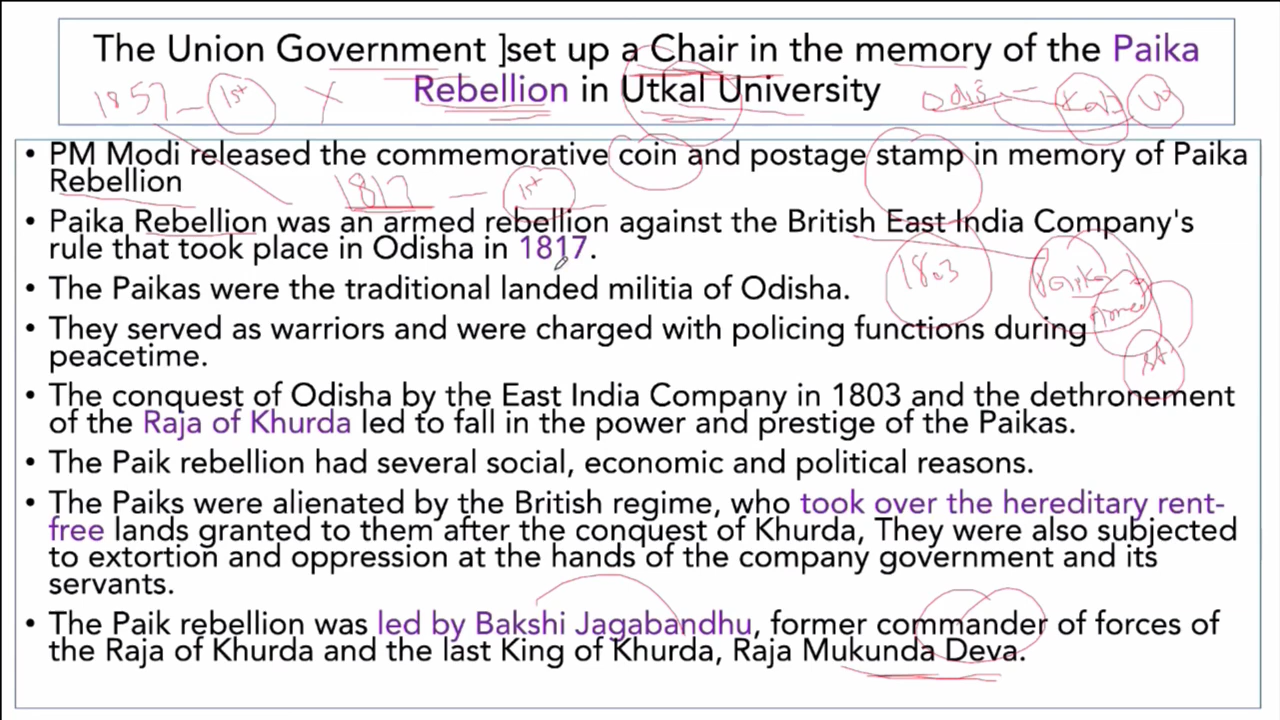 The Union Government ]set up a Chair in the memory of the Paika
Rebellion in Utkal University
1857 - 1st X
• PM Modi released the commemorative coin and postage stamp in memory of Paika
Rebellion
1817 - 1st
• Paika Rebellion was an armed rebellion against the British East India Company's
rule that took place in Odisha in 1817.
1803
• The Paikas were the traditional landed militia of Odisha.
• They served as warriors and were charged with policing functions during
peacetime.
• The conquest of Odisha by the East India Company in 1803 and the dethronement
of the Raja of Khurda led to fall in the power and prestige of the Paikas.
• The Paik rebellion had several social, economic and political reasons.
• The Paiks were alienated by the British regime, who took over the hereditary rent-
free lands granted to them after the conquest of Khurda, They were also subjected
to extortion and oppression at the hands of the company government and its
servants.
• The Paik rebellion was led by Bakshi Jagabandhu, former commander of forces of
the Raja of Khurda and the last King of Khurda, Raja Mukunda Deva.